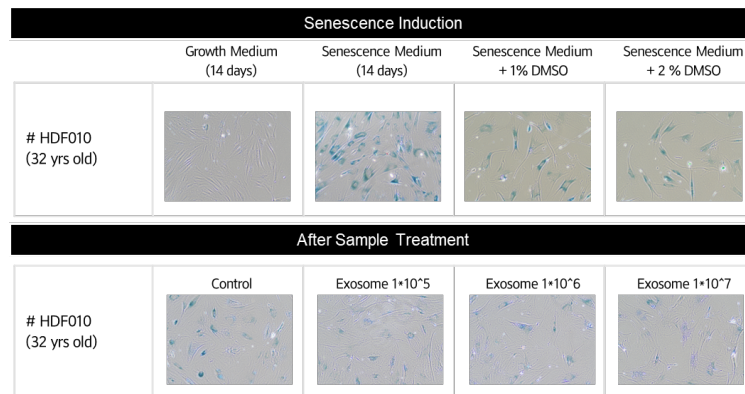 Senescence Induction
Growth Medium
(14 days)
Senescence Medium
(14 days)
Senescence Medium
+ 1% DMSO
Senescence Medium
+ 2 % DMSO
# HDF010
(32 yrs old)
After Sample Treatment
Control
Exosome 1*10^5
Exosome 1*10^6
Exosome 1*10^7
# HDF010
(32 yrs old)